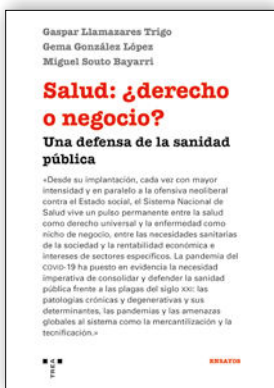 Gaspar Llamazares Trigo
Gema González López
Miguel Souto Bayarri
Salud: ¿derecho
o negocio?
Una defensa de la sanidad
pública
«Desde su implantación, cada vez con mayor
intensidad y en paralelo a la ofensiva neoliberal
contra el Estado social, el Sistema Nacional de
Salud vive un pulso permanente entre la salud
como derecho universal y la enfermedad como
nicho de negocio, entre las necesidades sanitarias
de la sociedad y la rentabilidad económica e
intereses de sectores específicos. La pandemia del
COVID-19 ha puesto en evidencia la necesidad
imperativa de consolidar y defender la sanidad
pública frente a las plagas del siglo XXI: las
patologías crónicas y degenerativas y sus
determinantes, las pandemias y las amenazas
globales al sistema como la mercantilización y la
tecnificación.»
TREA
ENSAYOS